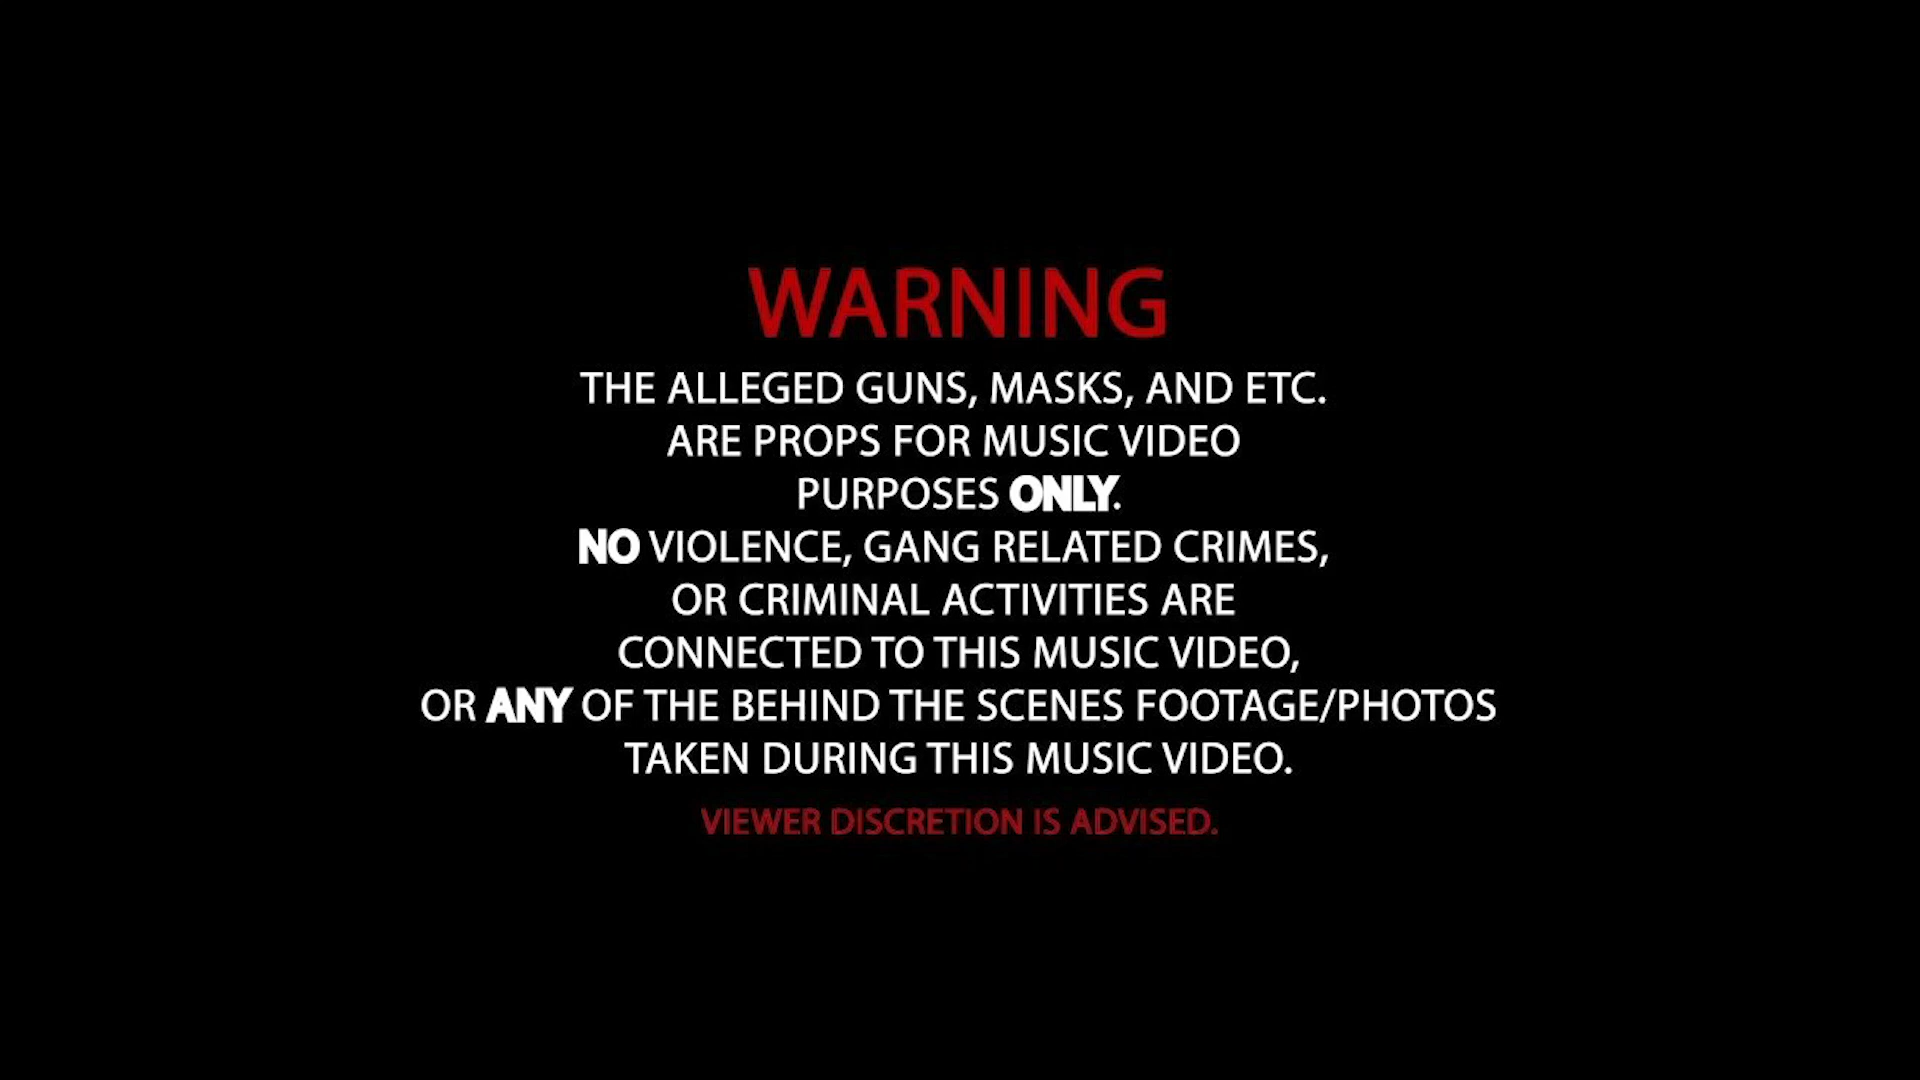 WARNING
THE ALLEGED GUNS, MASKS, AND ETC.
ARE PROPS FOR MUSIC VIDEO
PURPOSES ONLY.
NO VIOLENCE, GANG RELATED CRIMES,
OR CRIMINAL ACTIVITIES ARE
CONNECTED TO THIS MUSIC VIDEO,
OR ANY OF THE BEHIND THE SCENES FOOTAGE/PHOTOS
TAKEN DURING THIS MUSIC VIDEO.
VIEWER DISCRETION IS ADVISED.